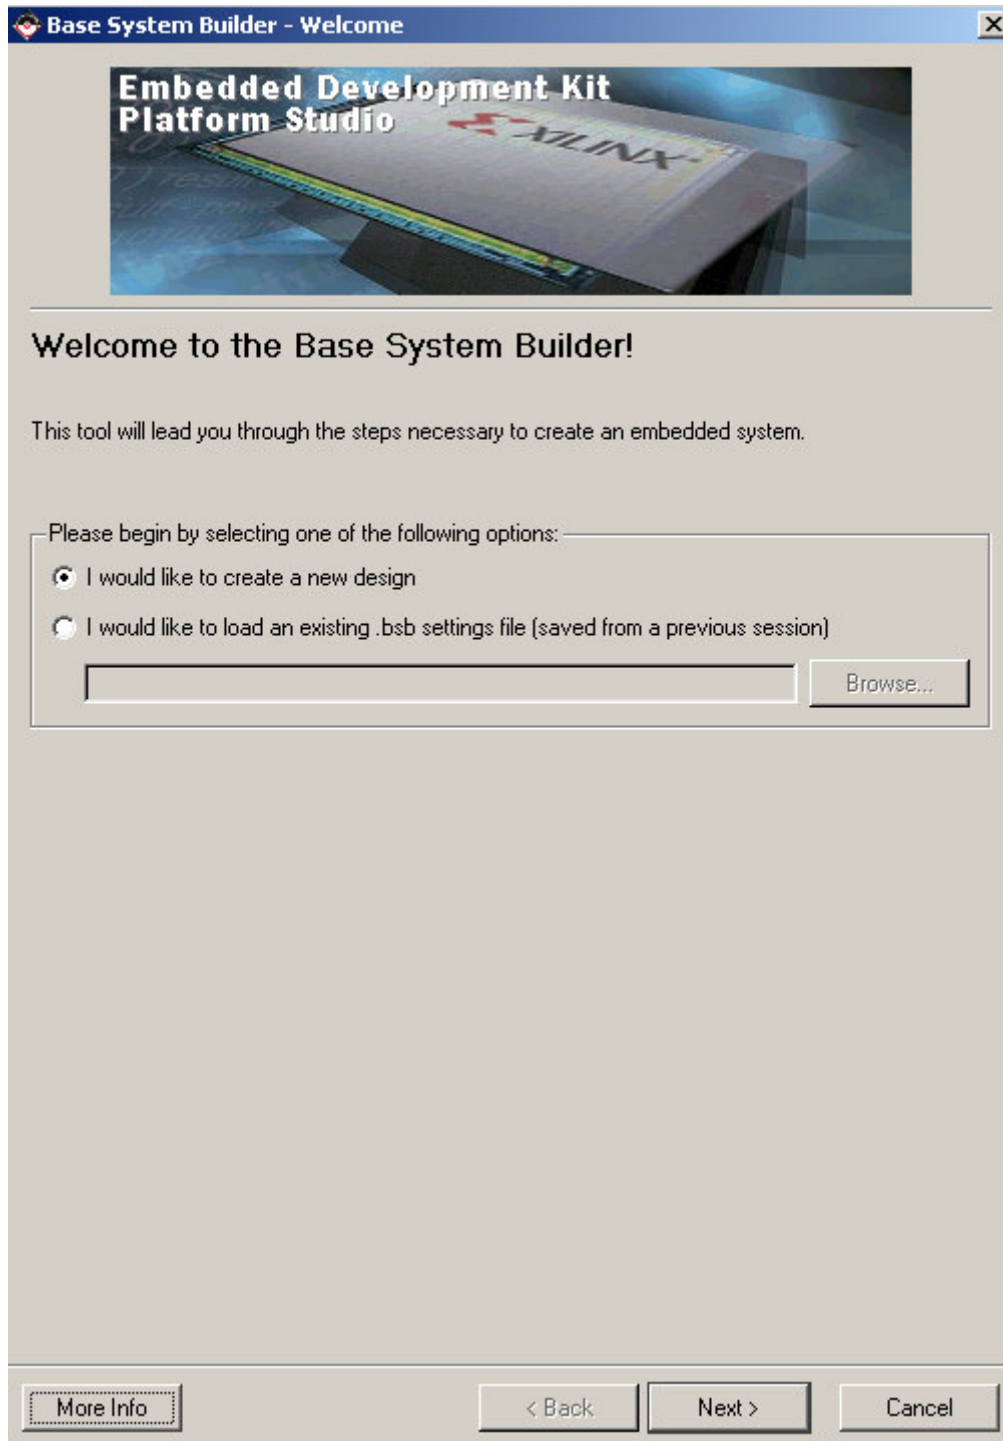 Base System Builder - Welcome
Embedded Development Kit
Platform Studio
XILINX
Welcome to the Base System Builder!
This tool will lead you through the steps necessary to create an embedded system.
Please begin by selecting one of the following options:
I would like to create a new design
I would like to load an existing .bsb settings file (saved from a previous session)
Browse...
More Info
< Back
Next >
Cancel